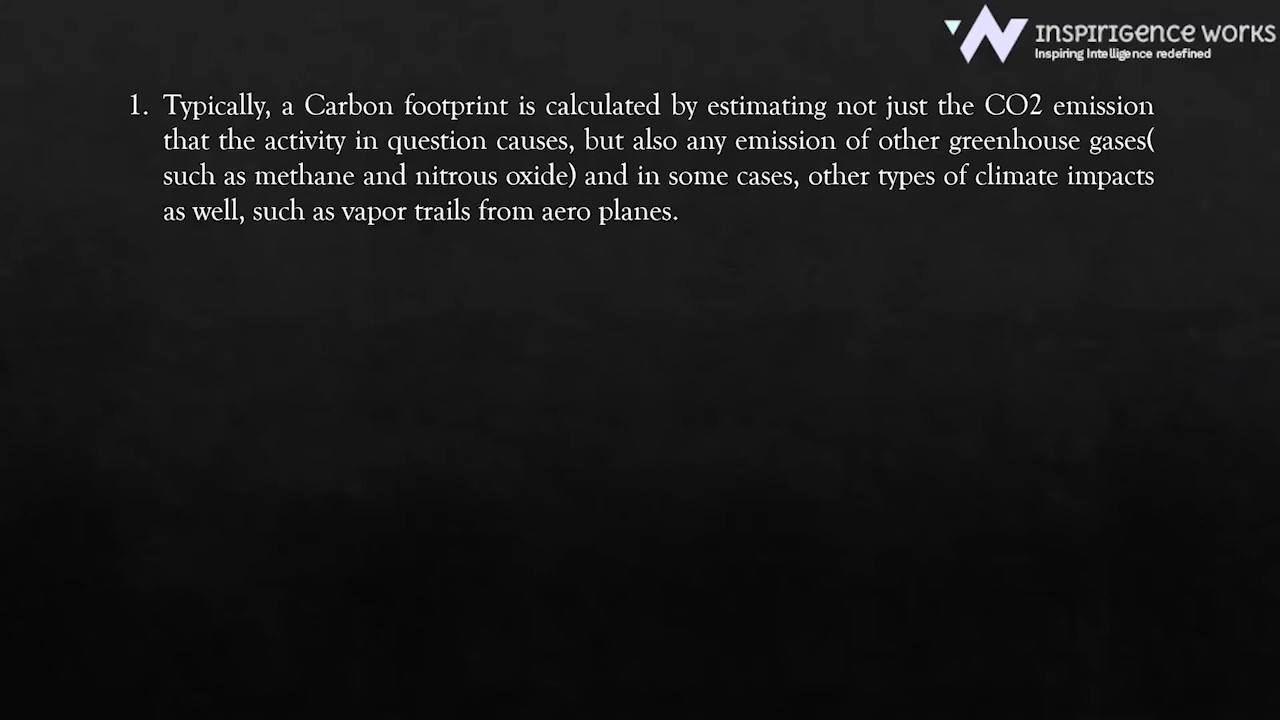 INSPIRIGENCE WORKS
Inspiring Intelligence redefined
1. Typically, a Carbon footprint is calculated by estimating not just the CO2 emission
that the activity in question causes, but also any emission of other greenhouse gases(
such as methane and nitrous oxide) and in some cases, other types of climate impacts
as well, such as vapor trails from aero planes.